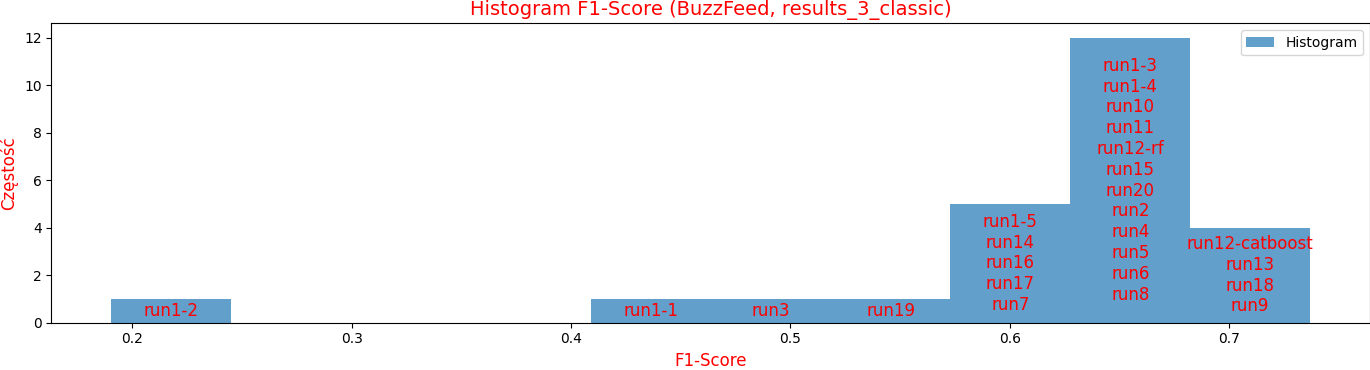 Histogram F1-Score (BuzzFeed, results_3_classic)
Histogram
Częstość
12
10
8
6
4
2
0
run1-2
run1-1
run3
run19
run1-5
run14
run16
run17
run7
run1-3
run1-4
run10
run11
run12-rf
run15
run20
run2
run4
run5
run6
run8
run12-catboost
run13
run18
run9
0.2 0.3 0.4 0.5 0.6 0.7
F1-Score